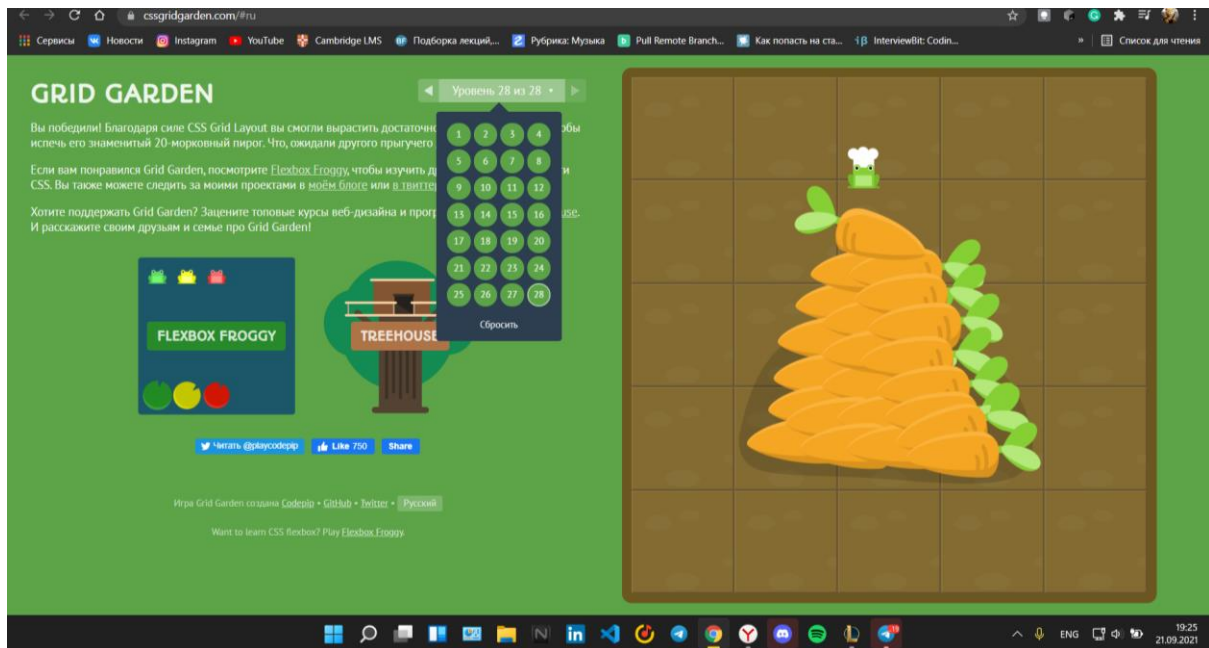 cssgridgarden.com/#ru
Сервисы Новости Instagram YouTube Cambridge LMS Подборка лекций,... Рубрика: Музыка Pull Remote Branch... Как попасть на ста... InterviewBit: Codin... » Список для чтения
GRID GARDEN
Уровень 28 из 28
Вы победили! Благодаря силе CSS Grid Layout вы смогли вырастить достаточно бы
испечь его знаменитый 20-морковный пирог. Что, ожидали другого прыгучего
Если вам понравился Grid Garden, посмотрите Flexbox Froggy, чтобы изучить др и
CSS. Вы также можете следить за моими проектами в моём блоге или в твиттер
Хотите поддержать Grid Garden? Зацените топовые курсы веб-дизайна и прог use.
И расскажите своим друзьям и семье про Grid Garden!
1 2 3 4
5 6 7 8
9 10 11 12
13 14 15 16
17 18 19 20
21 22 23 24
25 26 27 28
Сбросить
FLEXBOX FROGGY
TREEHOUSE
Читать @playcodepip Like 750 Share
Игра Grid Garden создана Codepip • GitHub • Twitter • Русский
Want to learn CSS flexbox? Play Flexbox Froggy.
ENG 19:25
21.09.2021